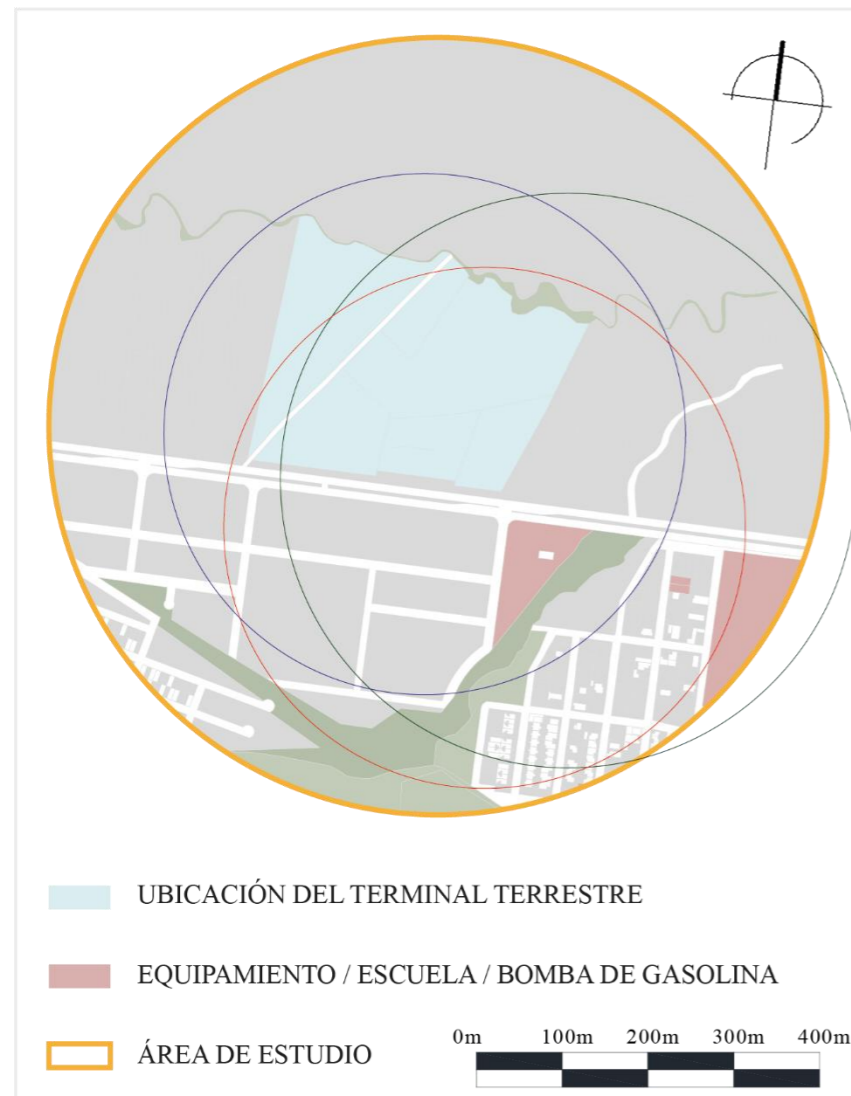 UBICACIÓN DEL TERMINAL TERRESTRE
EQUIPAMIENTO / ESCUELA / BOMBA DE GASOLINA
ÁREA DE ESTUDIO
0m 100m 200m 300m 400m